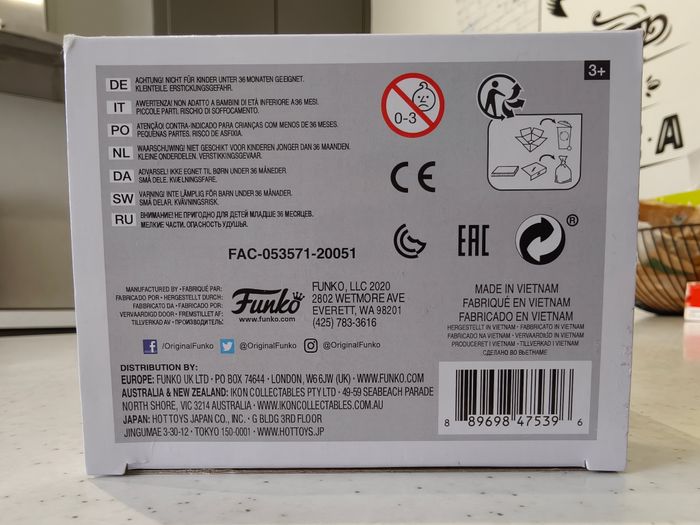 DE ACHTUNG! NICHT FÜR KINDER UNTER 36 MONATEN GEEIGNET.
KLEINTEILE. ERSTICKUNGSGEFAHR.
IT AWERTENZA! NON ADATTO A BAMBINI DI ETÀ INFERIORE A36 MESI.
PICCOLE PARTI. RISCHIO DI SOFFOCAMENTO.
PO ATENÇÃO! CONTRA-INDICADO PARA CRIANÇAS COM MENOS DE 36 MESES.
PEQUENAS PARTES. RISCO DE ASFIXIA.
NL WAARSCHUWING! NIET GESCHIKT VOOR KINDEREN JONGER DAN 36 MAANDEN.
KLEINE ONDERDELEN. VERSTIKKINGSGEVAAR.
DA ADVARSEL! IKKE EGNET TIL BØRN UNDER 36 MÅNEDER.
SMÅ DELE. KVÆLNINGSFARE.
SW VARNING! INTE LÄMPLIG FÖR BARN UNDER 36 MÅNADER.
SMÅ DELAR. KVÄVNINGSRISK.
RU ВНИМАНИЕ! НЕ ПРИГОДНО ДЛЯ ДЕТЕЙ МЛАДШЕ 36 МЕСЯЦЕВ.
МЕЛКИЕ ЧАСТИ. ОПАСНОСТЬ УДУШЬЯ.
0-3
3+
CE
EAC
®
FAC-053571-20051
MANUFACTURED BY • FABRIQUÉ PAR:
FABRICADO POR • HERGESTELLT DURCH:
FABBRICATO DA • FABRICADO POR:
VERVAARDIGD DOOR • FREMSTILLET AF:
TILLVERKAD AV • ПРОИЗВОДИТЕЛЬ:
Funko
www.funko.com
FUNKO, LLC 2020
2802 WETMORE AVE
EVERETT, WA 98201
(425) 783-3616
MADE IN VIETNAM
FABRIQUÉ EN VIETNAM
FABRICADO EN VIETNAM
HERGESTELLT IN VIETNAM • FABBRICATO IN VIETNAM
FABRICADO NO VIETNAM • VERVAARDIGD IN VIETNAM
PRODUCERET I VIETNAM • TILLVERKAD I VIETNAM
СДЕЛАНО ВО ВЬЕТНАМЕ
/OriginalFunko @OriginalFunko @OriginalFunko
DISTRIBUTION BY:
EUROPE: FUNKO UK LTD • PO BOX 74644 • LONDON, W6 6JW (UK) • WWW.FUNKO.COM
AUSTRALIA & NEW ZEALAND: IKON COLLECTABLES PTY LTD • 49-59 SEABEACH PARADE
NORTH SHORE, VIC 3214 AUSTRALIA • WWW.IKONCOLLECTABLES.COM.AU
JAPAN: HOT TOYS JAPAN CO., INC. • G BLDG 3RD FLOOR
JINGUMAE 3-30-12 • TOKYO 150-0001 • WWW.HOTTOYS.JP
8 89698 47539 6